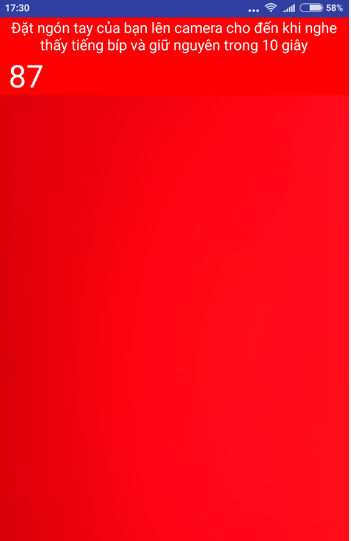 17:30 58%
Đặt ngón tay của bạn lên camera cho đến khi nghe
thấy tiếng bíp và giữ nguyên trong 10 giây
87